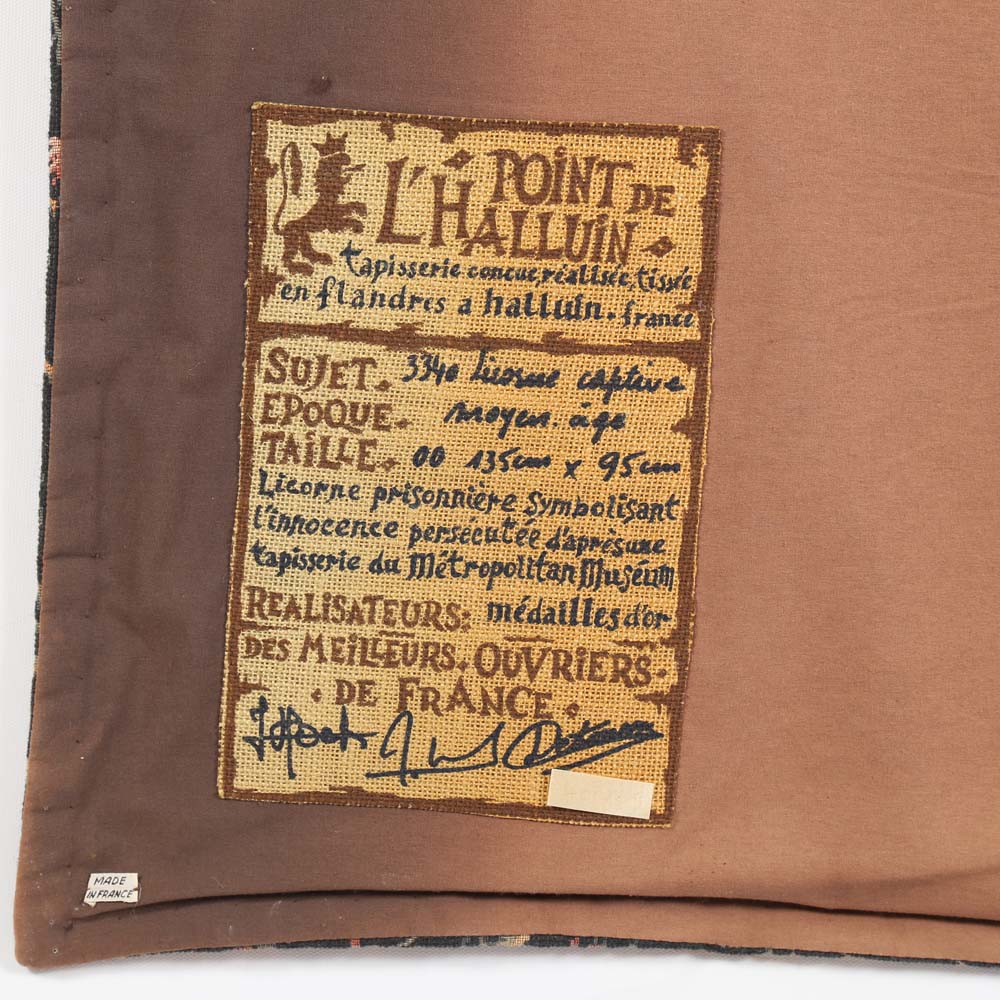 POINT DE
L'HALLUIN
tapisserie concue, réalisée, tissée
en flandres a halluin. france
SUJET. 3340 licorne captive
EPOQUE. moyen. âge
TAILLE. 00 135cm x 95cm
Licorne prisonnière symbolisant
l'innocence persécutée d'après une
tapisserie du Métropolitan Muséum
REALISATEURS: médailles d'or
DES MEILLEURS. OUVRIERS.
DE FRANCE.
MADE
IN FRANCE